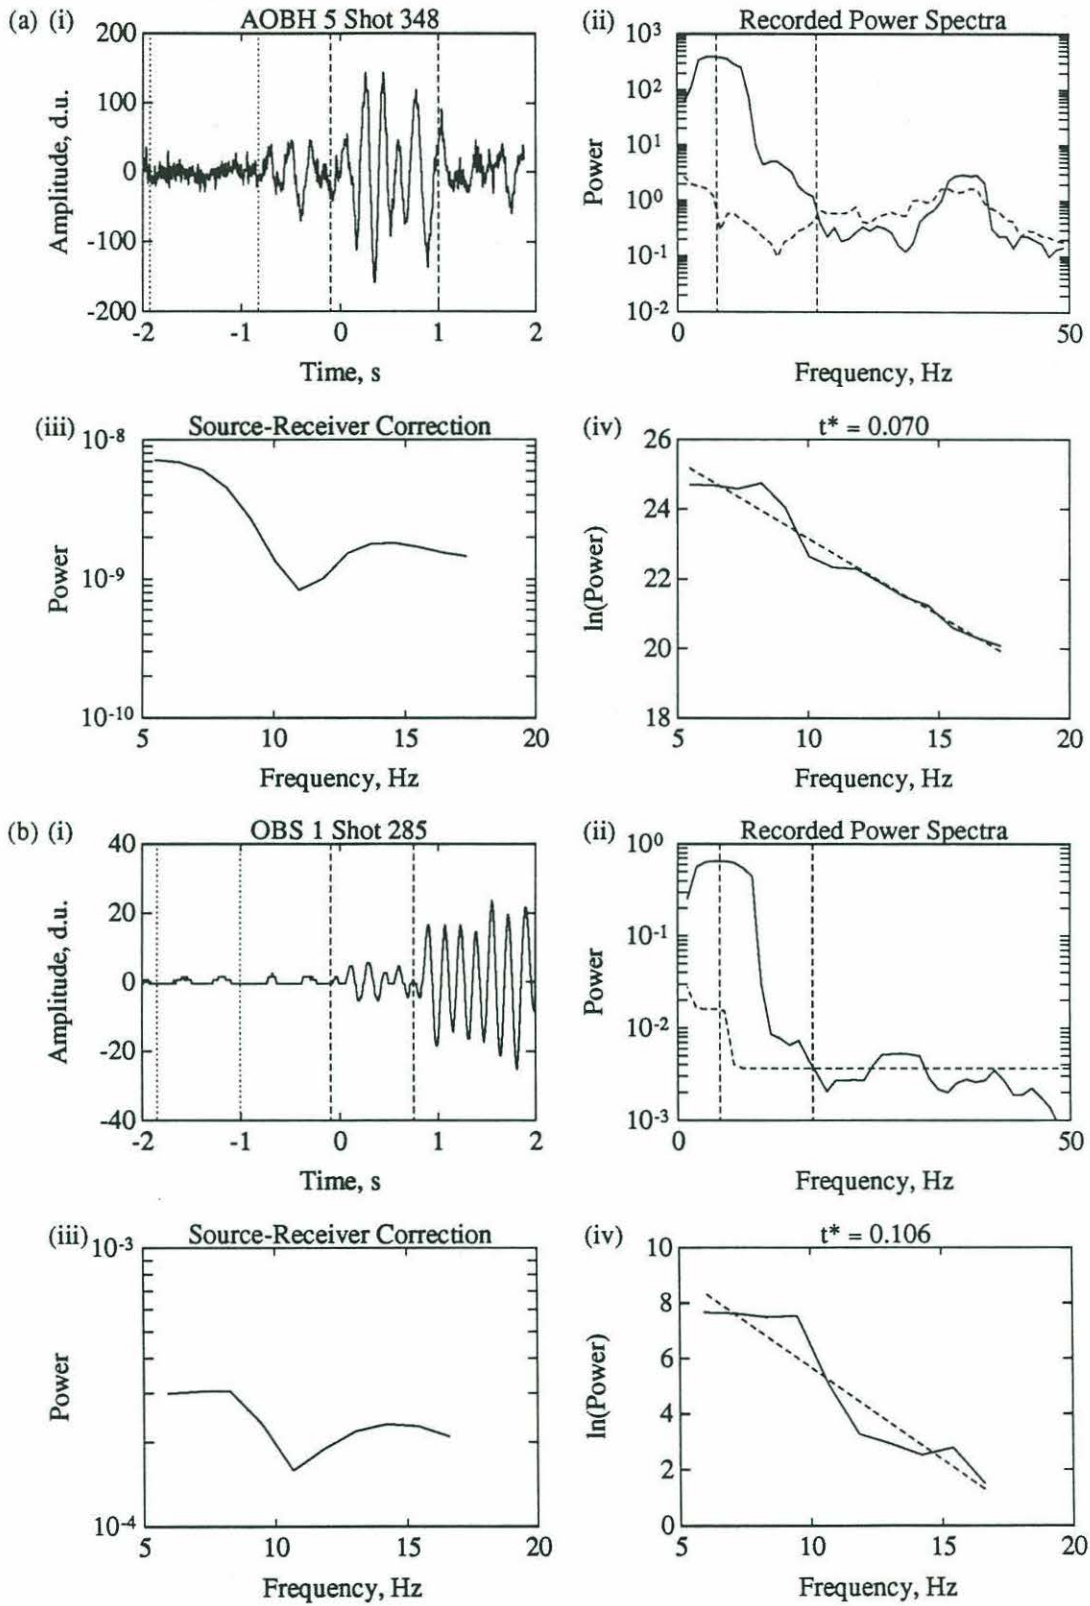 (a) (i) AOBH 5 Shot 348
200
100
0
-100
-200
-2 -1 0 1 2
Amplitude, d.u.
Time, s
(ii) Recorded Power Spectra
10³
10²
10¹
10⁰
10⁻¹
10⁻²
0 50
Power
Frequency, Hz
(iii) Source-Receiver Correction
10⁻⁸
10⁻⁹
10⁻¹⁰
5 10 15 20
Power
Frequency, Hz
(iv) t* = 0.070
26
24
22
20
18
5 10 15 20
ln(Power)
Frequency, Hz
(b) (i) OBS 1 Shot 285
40
20
0
-20
-40
-2 -1 0 1 2
Amplitude, d.u.
Time, s
(ii) Recorded Power Spectra
10⁰
10⁻¹
10⁻²
10⁻³
0 50
Power
Frequency, Hz
(iii) Source-Receiver Correction
10⁻³
10⁻⁴
5 10 15 20
Power
Frequency, Hz
(iv) t* = 0.106
10
8
6
4
2
0
5 10 15 20
ln(Power)
Frequency, Hz